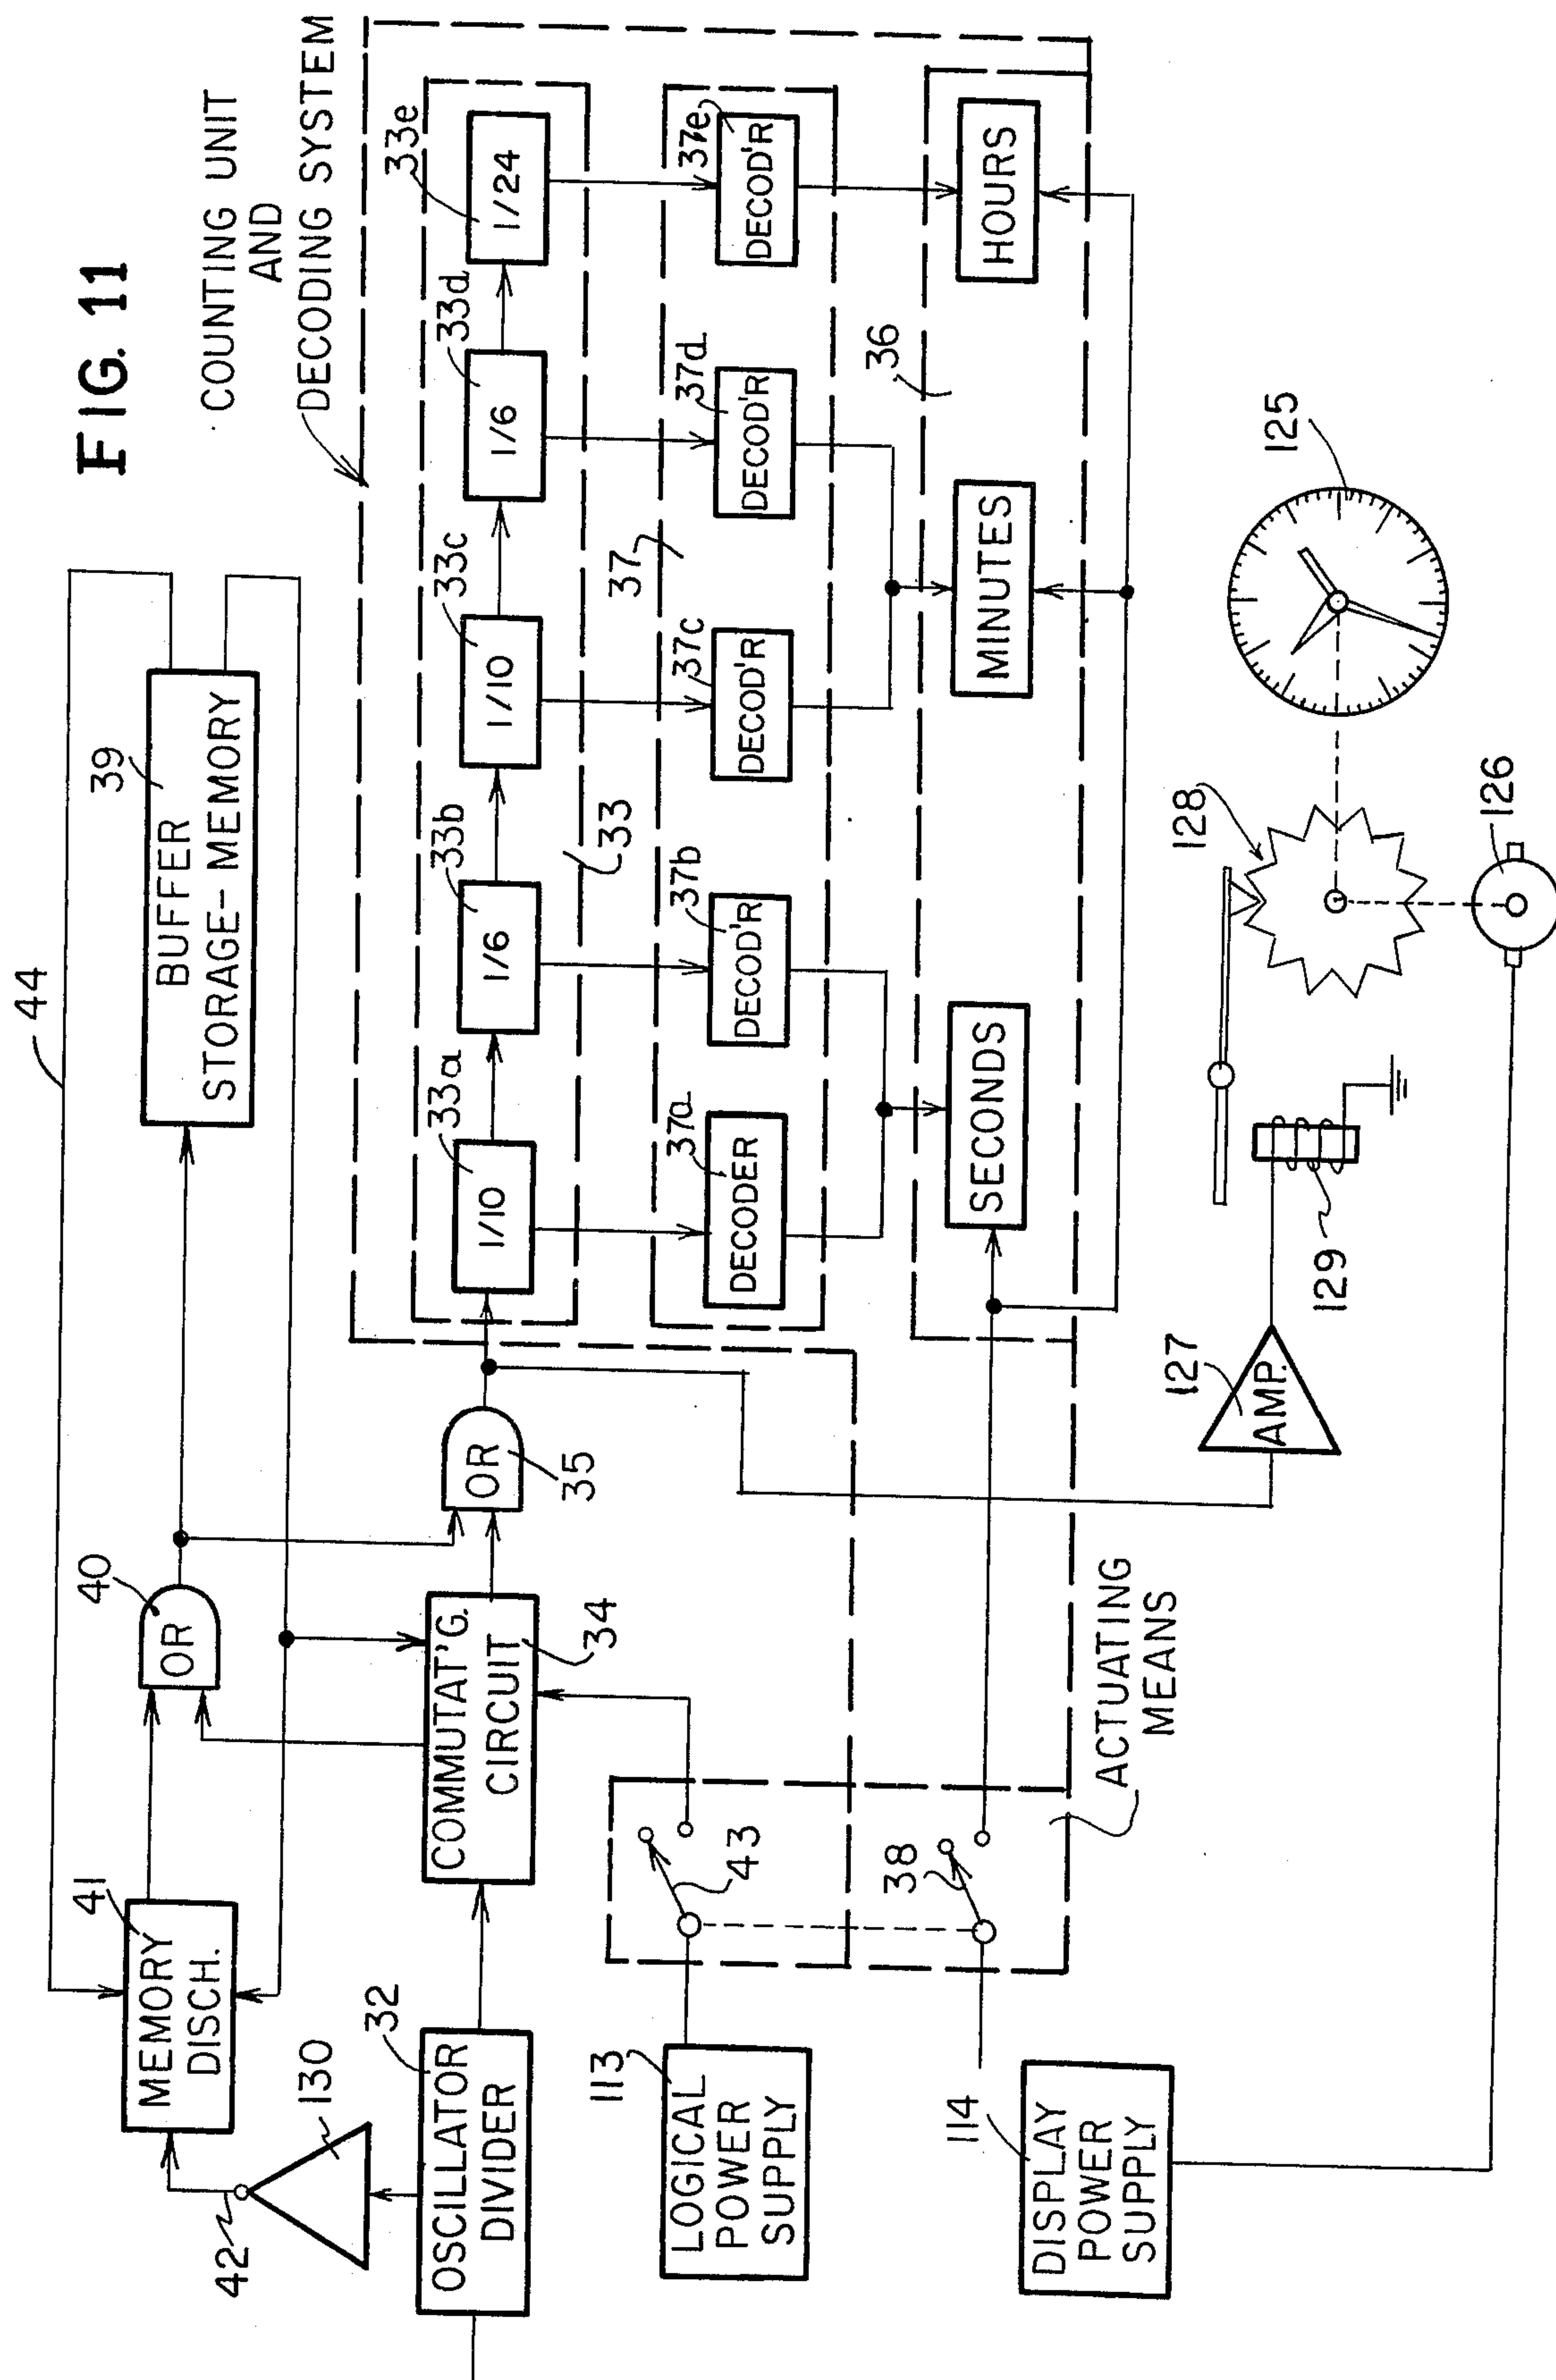 FIG. 11
COUNTING UNIT
AND
DECODING SYSTEM
44
39
BUFFER
STORAGE-MEMORY
40
OR
41
MEMORY
DISCH.
42
130
32
OSCILLATOR
DIVIDER
COMMUTAT'G.
CIRCUIT
34
OR
35
33a
1/10
33b
1/6
33c
1/10
33d
1/6
33e
1/24
33
37
37a
DECODER
37b
DECOD'R
37c
DECOD'R
37d
DECOD'R
37e
DECOD'R
36
SECONDS
MINUTES
HOURS
113
LOGICAL
POWER
SUPPLY
43
38
ACTUATING
MEANS
114
DISPLAY
POWER
SUPPLY
127
AMP.
129
128
126
125